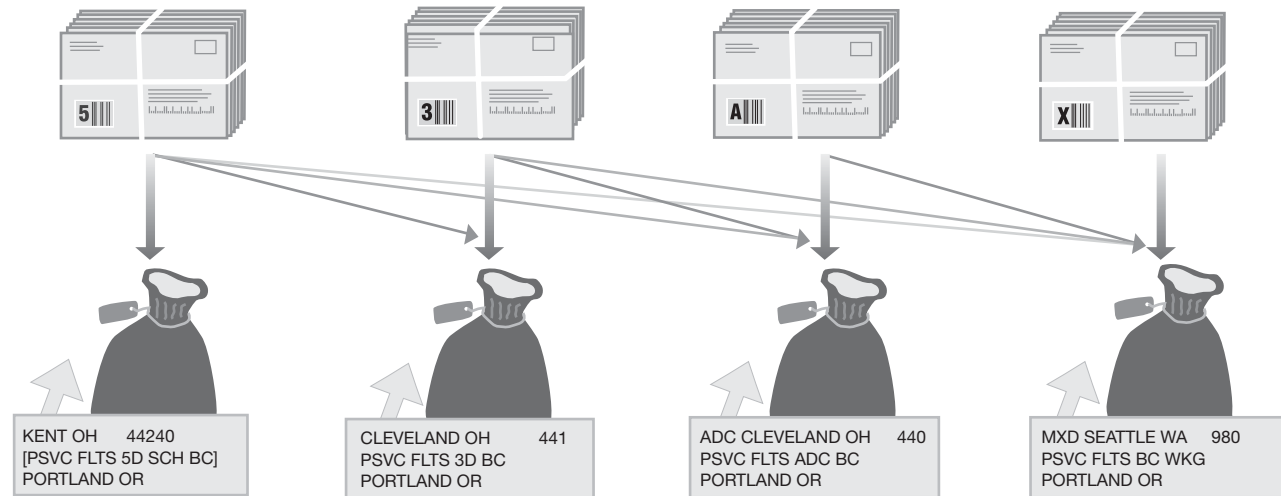 5
3
A
X
KENT OH 44240
[PSVC FLTS 5D SCH BC]
PORTLAND OR
CLEVELAND OH 441
PSVC FLTS 3D BC
PORTLAND OR
ADC CLEVELAND OH 440
PSVC FLTS ADC BC
PORTLAND OR
MXD SEATTLE WA 980
PSVC FLTS BC WKG
PORTLAND OR